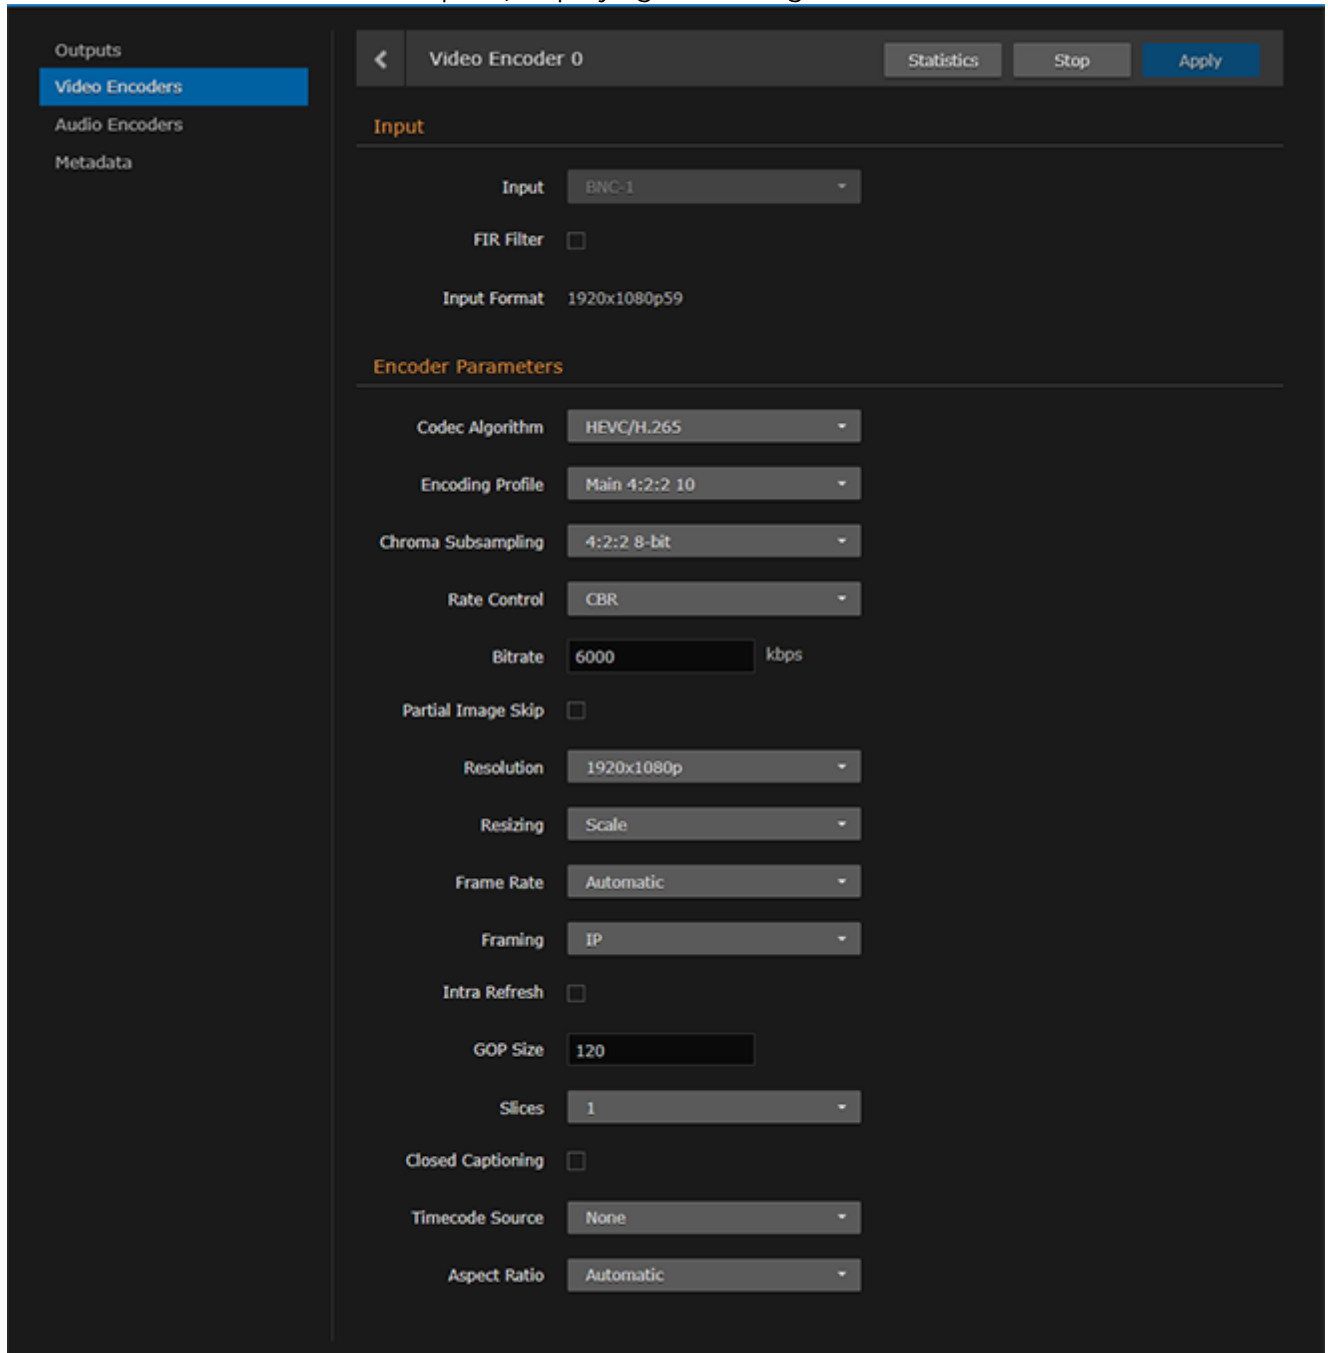 Outputs
Video Encoders
Audio Encoders
Metadata
Video Encoder 0 Statistics Stop Apply
Input
Input BNC-1
FIR Filter
Input Format 1920x1080p59
Encoder Parameters
Codec Algorithm HEVC/H.265
Encoding Profile Main 4:2:2 10
Chroma Subsampling 4:2:2 8-bit
Rate Control CBR
Bitrate 6000 kbps
Partial Image Skip
Resolution 1920x1080p
Resizing Scale
Frame Rate Automatic
Framing IP
Intra Refresh
GOP Size 120
Slices 1
Closed Captioning
Timecode Source None
Aspect Ratio Automatic